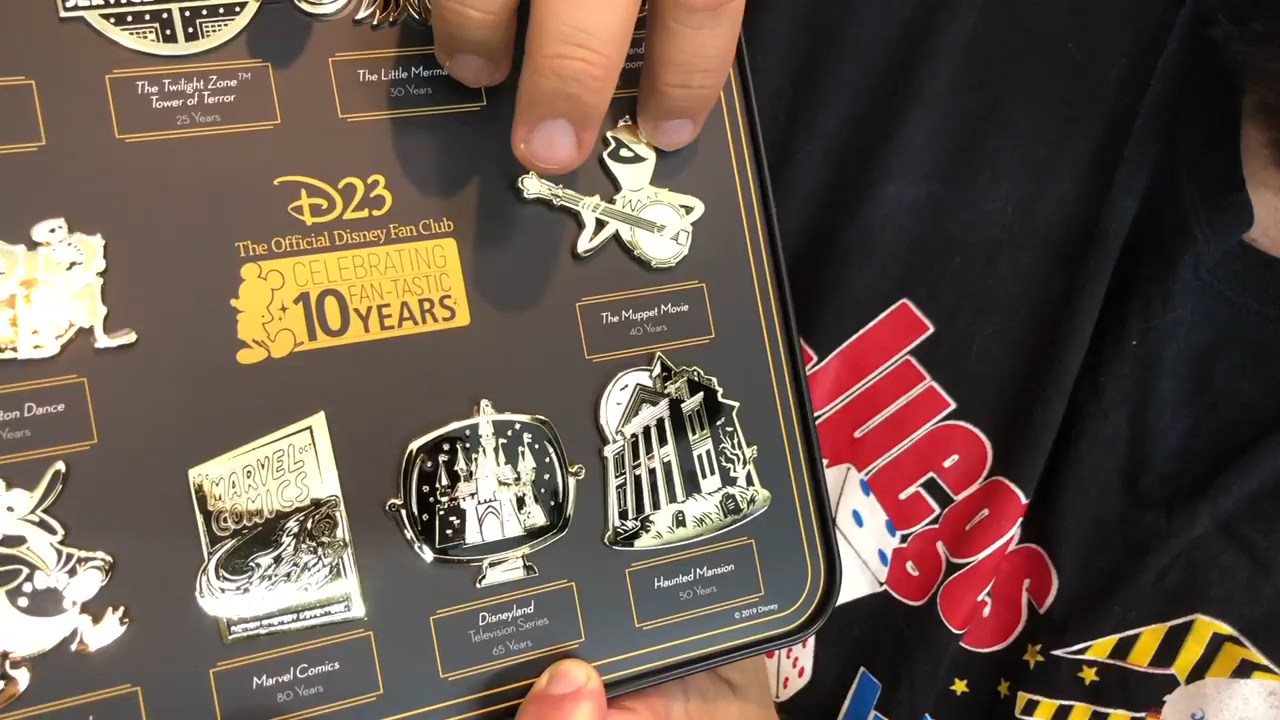 The Twilight Zone™
Tower of Terror
25 Years
The Little
30 Years
D23
The Official Disney Fan Club
CELEBRATING
10 FAN-TASTIC
YEARS
The Muppet Movie
40 Years
Dance
Years
MARVEL
COMICS
OCT
Marvel Comics
80 Years
Disneyland
Television Series
65 Years
Haunted Mansion
50 Years
© 2019 Disney